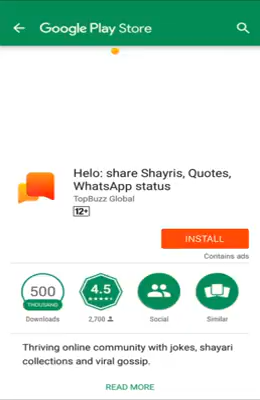 Google Play Store
Helo: share Shayris, Quotes,
WhatsApp status
TopBuzz Global
12+
INSTALL
Contains ads
500
THOUSAND
Downloads
4.5
2,700
Social
Similar
Thriving online community with jokes, shayari
collections and viral gossip.
READ MORE